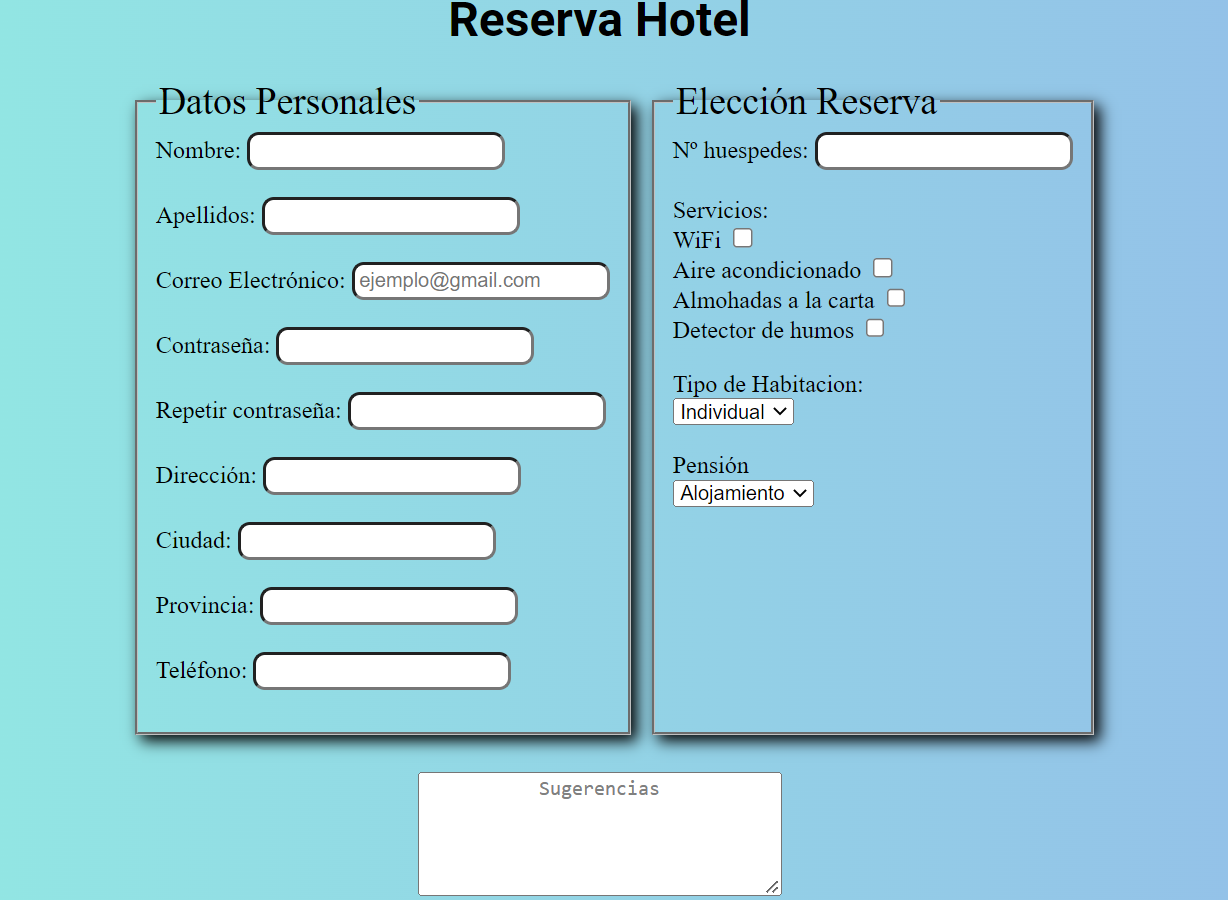 Reserva Hotel
Datos Personales
Nombre:
Apellidos:
Correo Electrónico: ejemplo@gmail.com
Contraseña:
Repetir contraseña:
Dirección:
Ciudad:
Provincia:
Teléfono:
Elección Reserva
Nº huespedes:
Servicios:
WiFi
Aire acondicionado
Almohadas a la carta
Detector de humos
Tipo de Habitacion:
Individual
Pensión
Alojamiento
Sugerencias